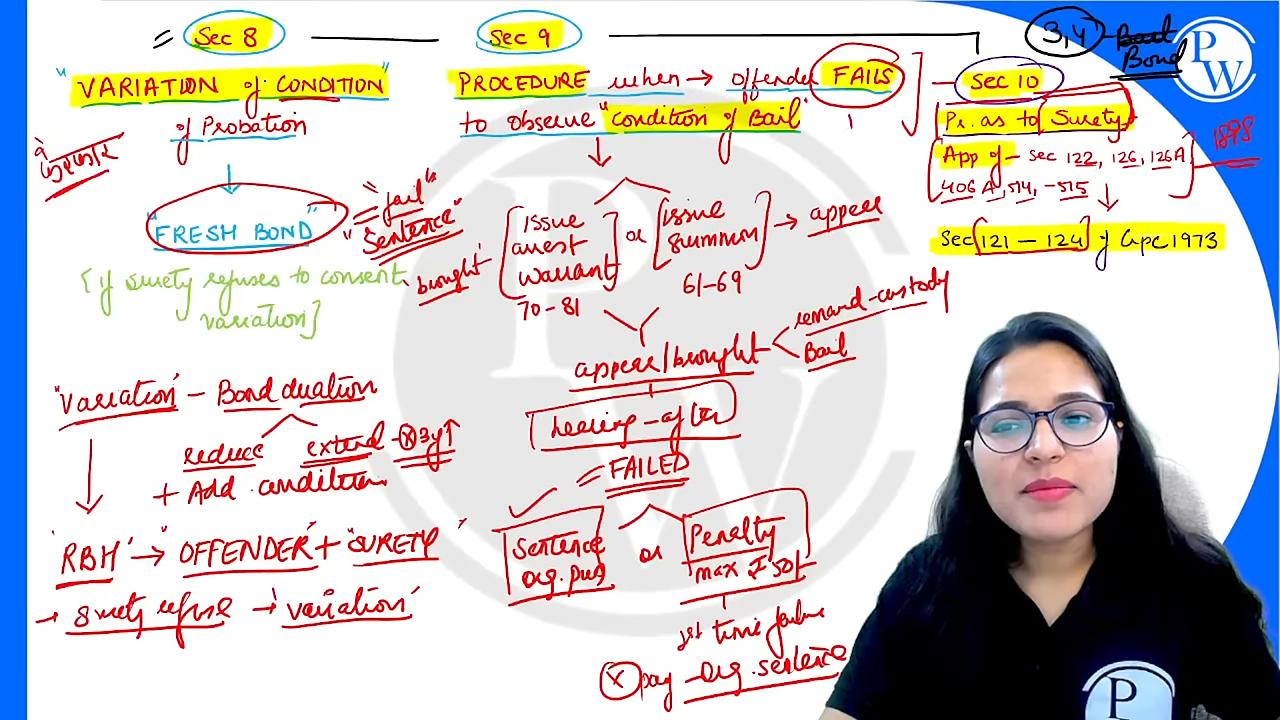 = Sec 8
"VARIATION of CONDITION"
of Probation
"FRESH BOND"
= "Jail"
"Sentence"
{if surety refuses to consent
variation}
"Variation" - Bond duration
reduce extend - (X) 3y↑
+ Add condition
"RBH" → "OFFENDER" + "SURETY"
→ Surety refuse → "variation"
Sec 9
PROCEDURE when → offender FAILS
to observe "Condition of Bail"
brought
Issue
arrest
warrant
70-81
or
issue
summon
61-69
→ appear
appear/brought
remand-custody
Bail
hearing - after
= FAILED
Sentence
org. pus
or
Penalty
max ₹ 50/-
1st time failure
(X) pay - org. sentence
3,4 - Bail
Bond
Sec 10
Pr. as to Surety
App of - Sec 122, 126, 126A
406A, 514, -515
1898
Sec 121 - 124 of Crpc 1973
P
W
P
W
P